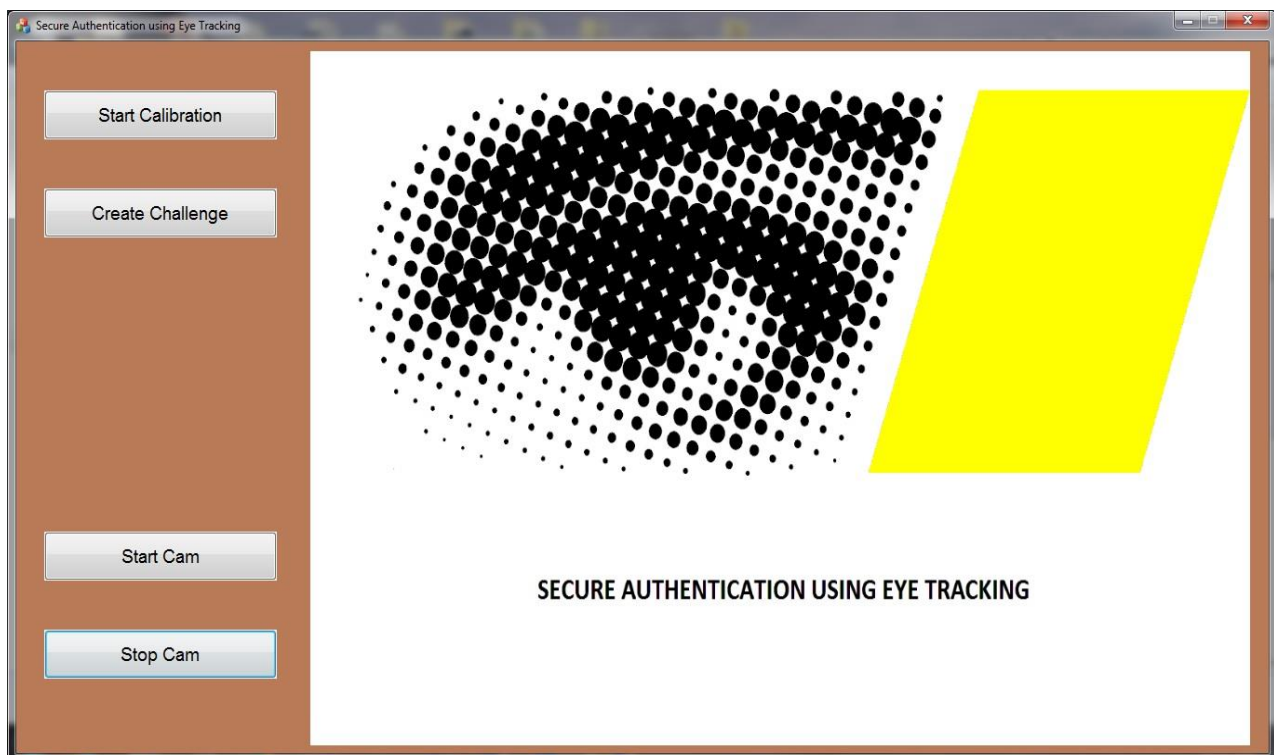 Secure Authentication using Eye Tracking
Start Calibration
Create Challenge
Start Cam
Stop Cam
SECURE AUTHENTICATION USING EYE TRACKING